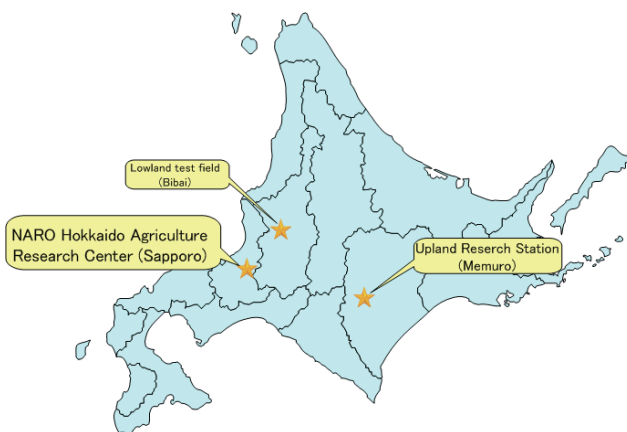 Lowland test field
(Bibai)
NARO Hokkaido Agriculture
Research Center (Sapporo)
Upland Reserch Station
(Memuro)